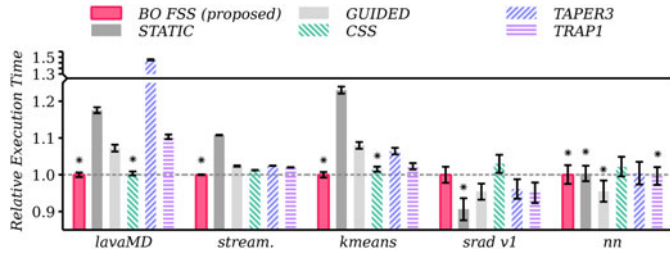 BO FSS (proposed) GUIDED TAPER3
STATIC CSS TRAP1
Relative Execution Time
1.5
1.3
1.2
1.1
1.0
0.9
* * * * * * * * *
lavaMD stream. kmeans srad v1 nn